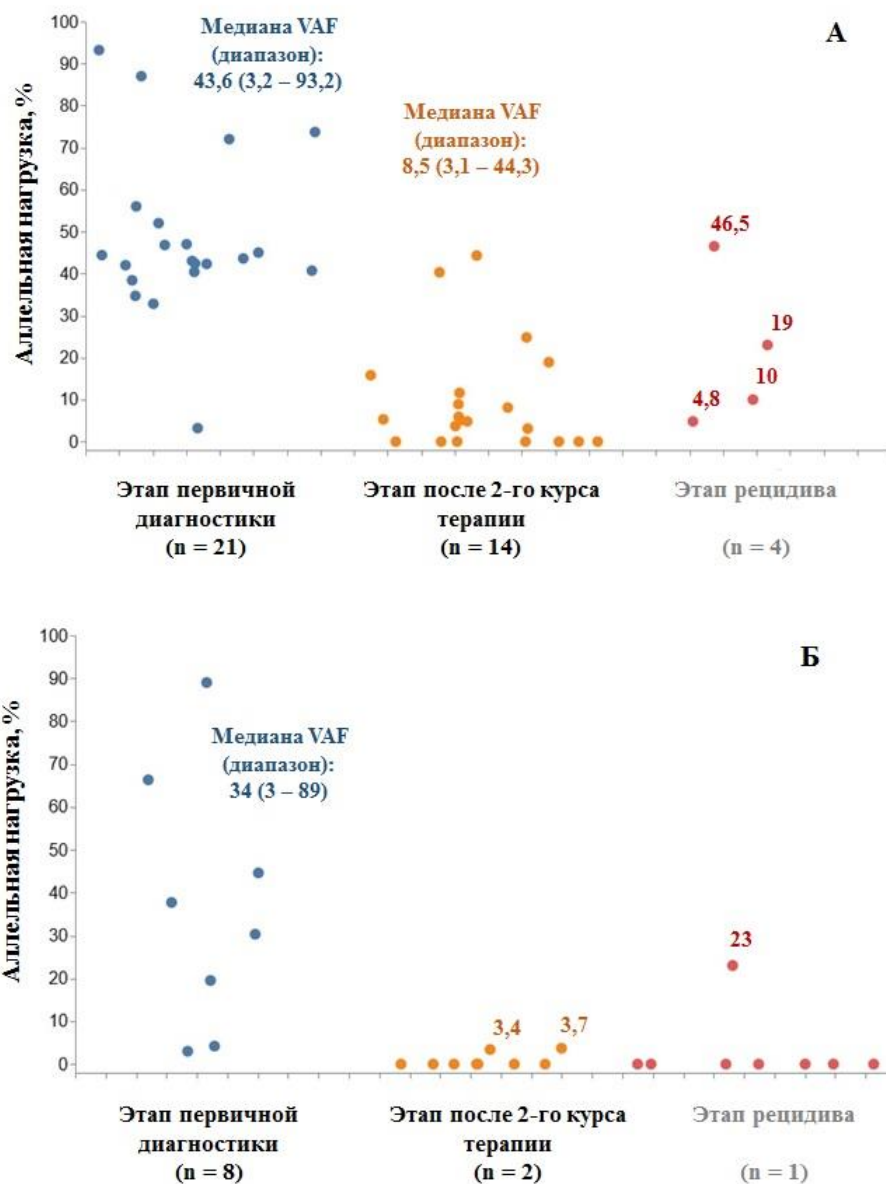 А
Медиана VAF
(диапазон):
43,6 (3,2 – 93,2)
Медиана VAF
(диапазон):
8,5 (3,1 – 44,3)
46,5
19
10
4,8
Аллельная нагрузка, %
100
90
80
70
60
50
40
30
20
10
0
Этап первичной
диагностики
(n = 21)
Этап после 2-го курса
терапии
(n = 14)
Этап рецидива
(n = 4)
Б
Медиана VAF
(диапазон):
34 (3 – 89)
3,4
3,7
23
Аллельная нагрузка, %
100
90
80
70
60
50
40
30
20
10
0
Этап первичной
диагностики
(n = 8)
Этап после 2-го курса
терапии
(n = 2)
Этап рецидива
(n = 1)